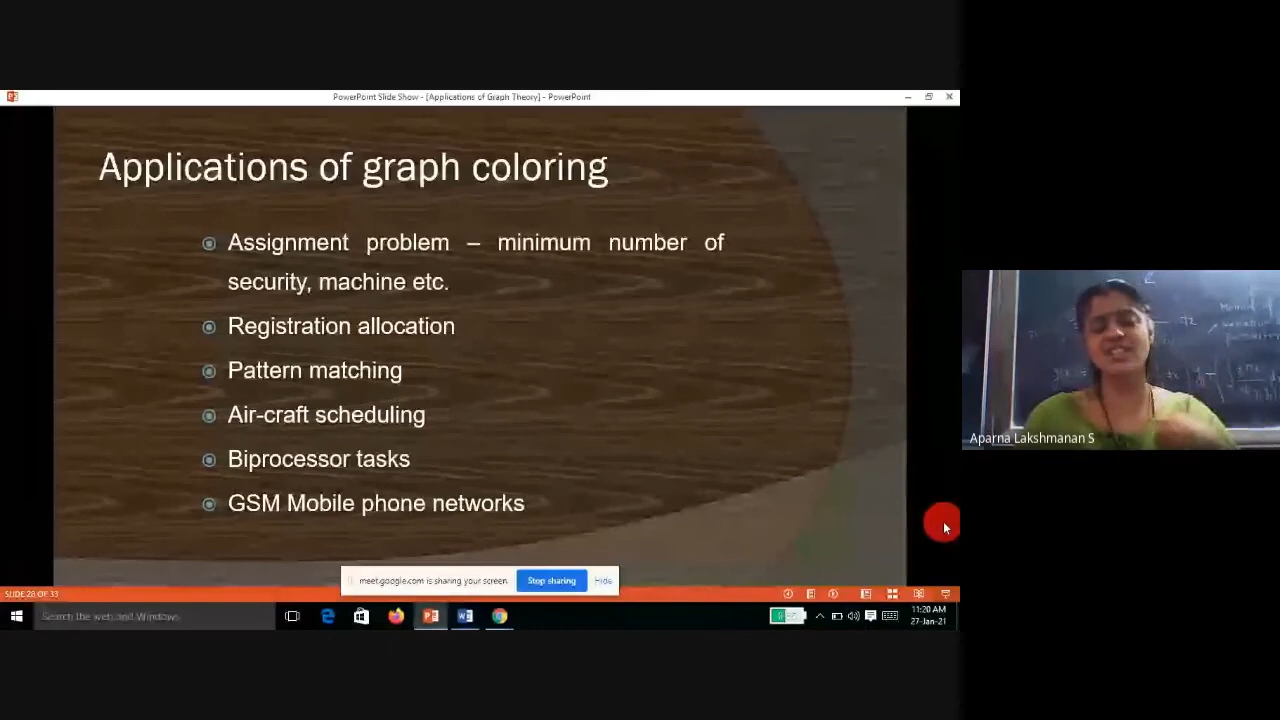 PowerPoint Slide Show - [Applications of Graph Theory] - PowerPoint
Applications of graph coloring
Assignment problem – minimum number of
security, machine etc.
Registration allocation
Pattern matching
Air-craft scheduling
Biprocessor tasks
GSM Mobile phone networks
Aparna Lakshmanan S
meet.google.com is sharing your screen.
Stop sharing
Hide
SLIDE 28 OF 33
Search the web and Windows
11:20 AM
27-Jan-21